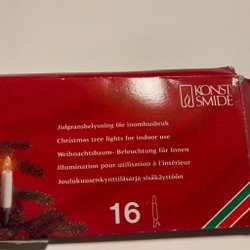 KONST
SMIDE
Julgransbelysning för inomhusbruk
Christmas tree lights for indoor use
Weihnachtsbaum- Beleuchtung für Innen
Illumination pour utilisation à l'intérieur
Joulukuusenkynttiläsarja sisäkäyttöön
16